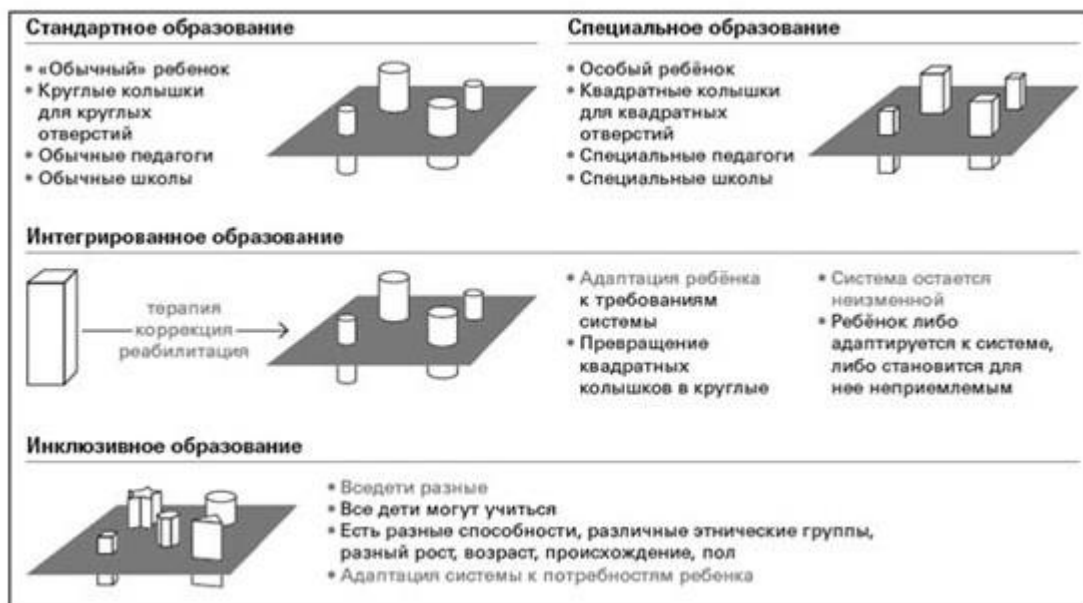 Стандартное образование
• «Обычный» ребенок
• Круглые колышки
для круглых
отверстий
• Обычные педагоги
• Обычные школы
Специальное образование
• Особый ребёнок
• Квадратные колышки
для квадратных
отверстий
• Специальные педагоги
• Специальные школы
Интегрированное образование
терапия
коррекция
реабилитация
• Адаптация ребёнка
к требованиям
системы
• Превращение
квадратных
колышков в круглые
• Система остается
неизменной
• Ребёнок либо
адаптируется к системе,
либо становится для
нее неприемлемым
Инклюзивное образование
• Вседети разные
• Все дети могут учиться
• Есть разные способности, различные этнические группы,
разный рост, возраст, происхождение, пол
• Адаптация системы к потребностям ребенка